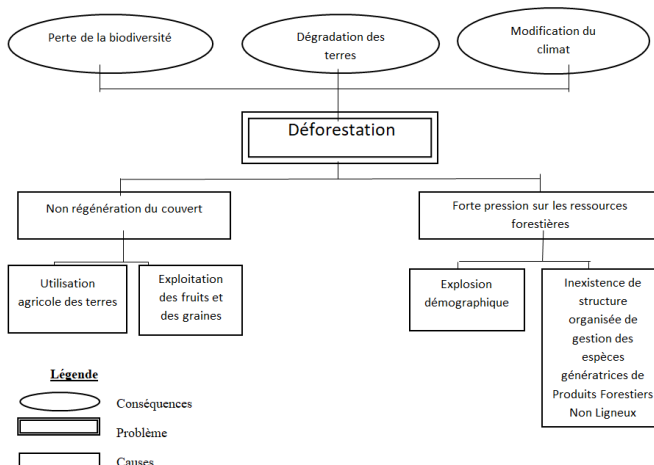 Perte de la biodiversité
Dégradation des
terres
Modification du
climat
Déforestation
Non régénération du couvert
Forte pression sur les ressources
forestières
Utilisation
agricole des terres
Exploitation
des fruits et
des graines
Explosion
démographique
Inexistence de
structure
organisée de
gestion des
espèces
génératrices de
Produits Forestiers
Non Ligneux
Légende
Conséquences
Problème
Causes